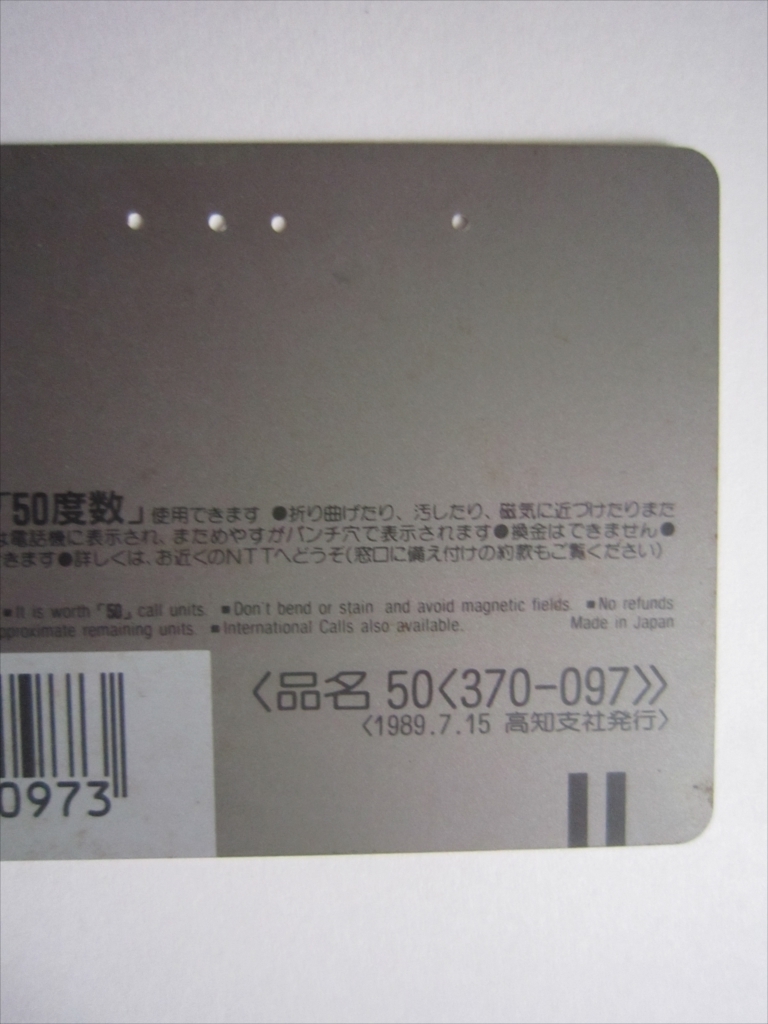 「50度数」使用できます ●折り曲げたり、汚したり、磁気に近づけたりまた
は電話機に表示され、まためやすがパンチ穴で表示されます●換金はできません●
きます●詳しくは、お近くのNTTへどうぞ(窓口に備え付けの約款もご覧ください)
■It is worth「50」call units. ■Don't bend or stain and avoid magnetic fields. ■No refunds
approximate remaining units. ■International Calls also available. Made in Japan
〈品名 50〈370-097〉〉
〈1989.7.15 高知支社発行〉
0973